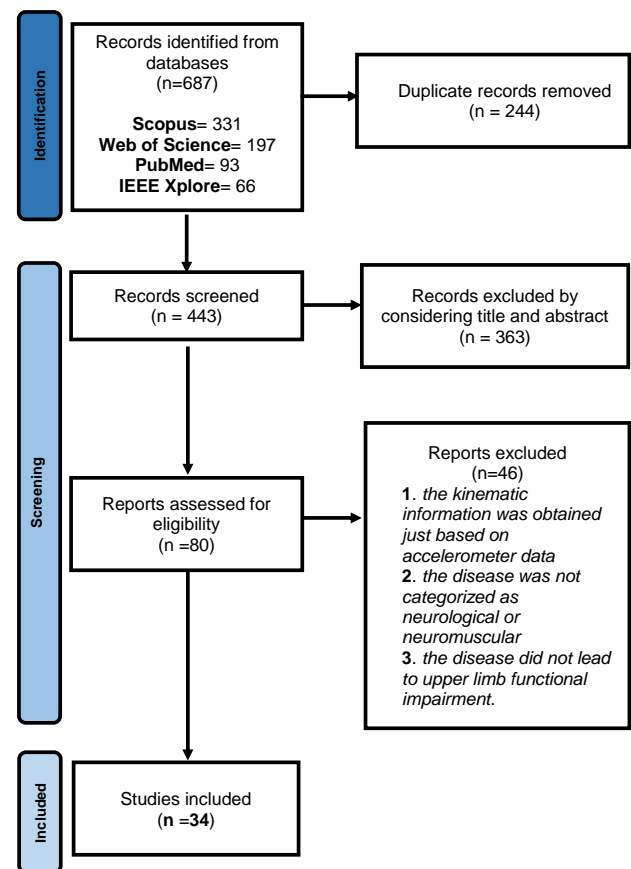 Identification
Records identified from
databases
(n=687)
Scopus= 331
Web of Science= 197
PubMed= 93
IEEE Xplore= 66
Duplicate records removed
(n = 244)
Screening
Records screened
(n = 443)
Records excluded by
considering title and abstract
(n = 363)
Reports assessed for
eligibility
(n =80)
Reports excluded
(n=46)
1. the kinematic
information was obtained
just based on
accelerometer data
2. the disease was not
categorized as
neurological or
neuromuscular
3. the disease did not lead
to upper limb functional
impairment.
Included
Studies included
(n =34)